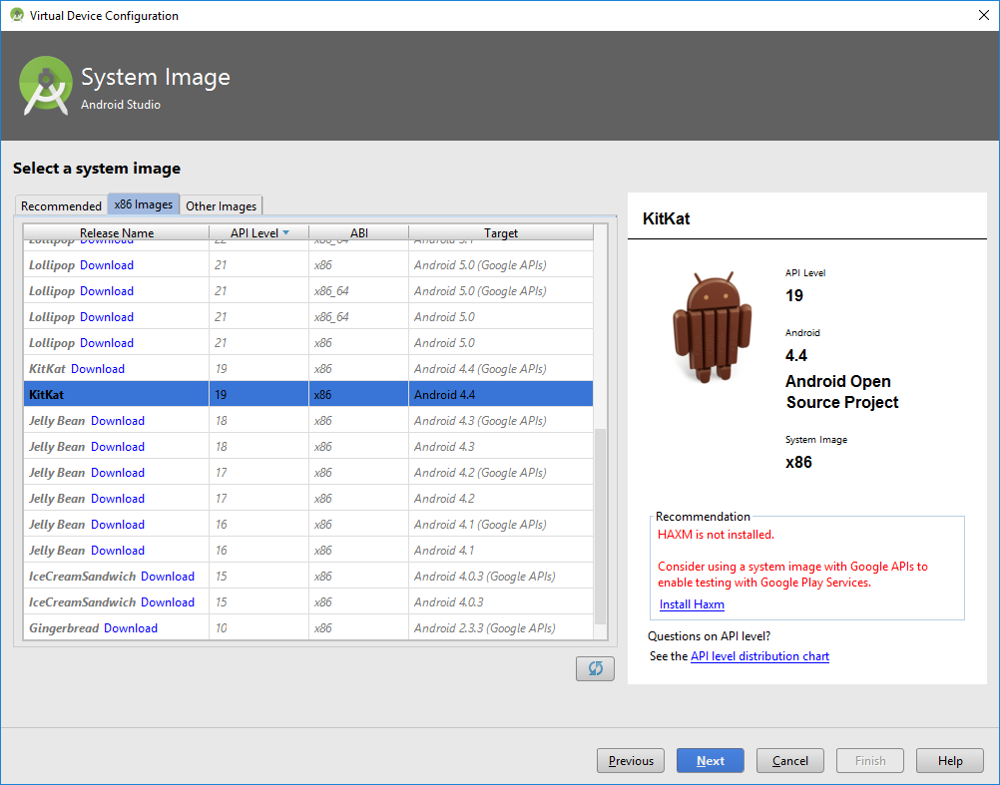 Virtual Device Configuration
System Image
Android Studio
Select a system image
Recommended x86 Images Other Images
Release Name API Level ABI Target
Lollipop Download 22 x86_64 Android 5.1
Lollipop Download 21 x86 Android 5.0 (Google APIs)
Lollipop Download 21 x86_64 Android 5.0 (Google APIs)
Lollipop Download 21 x86_64 Android 5.0
Lollipop Download 21 x86 Android 5.0
KitKat Download 19 x86 Android 4.4 (Google APIs)
KitKat 19 x86 Android 4.4
Jelly Bean Download 18 x86 Android 4.3 (Google APIs)
Jelly Bean Download 18 x86 Android 4.3
Jelly Bean Download 17 x86 Android 4.2 (Google APIs)
Jelly Bean Download 17 x86 Android 4.2
Jelly Bean Download 16 x86 Android 4.1 (Google APIs)
Jelly Bean Download 16 x86 Android 4.1
IceCreamSandwich Download 15 x86 Android 4.0.3 (Google APIs)
IceCreamSandwich Download 15 x86 Android 4.0.3
Gingerbread Download 10 x86 Android 2.3.3 (Google APIs)
KitKat
API Level
19
Android
4.4
Android Open
Source Project
System Image
x86
Recommendation
HAXM is not installed.
Consider using a system image with Google APIs to
enable testing with Google Play Services.
Install Haxm
Questions on API level?
See the API level distribution chart
Previous Next Cancel Finish Help